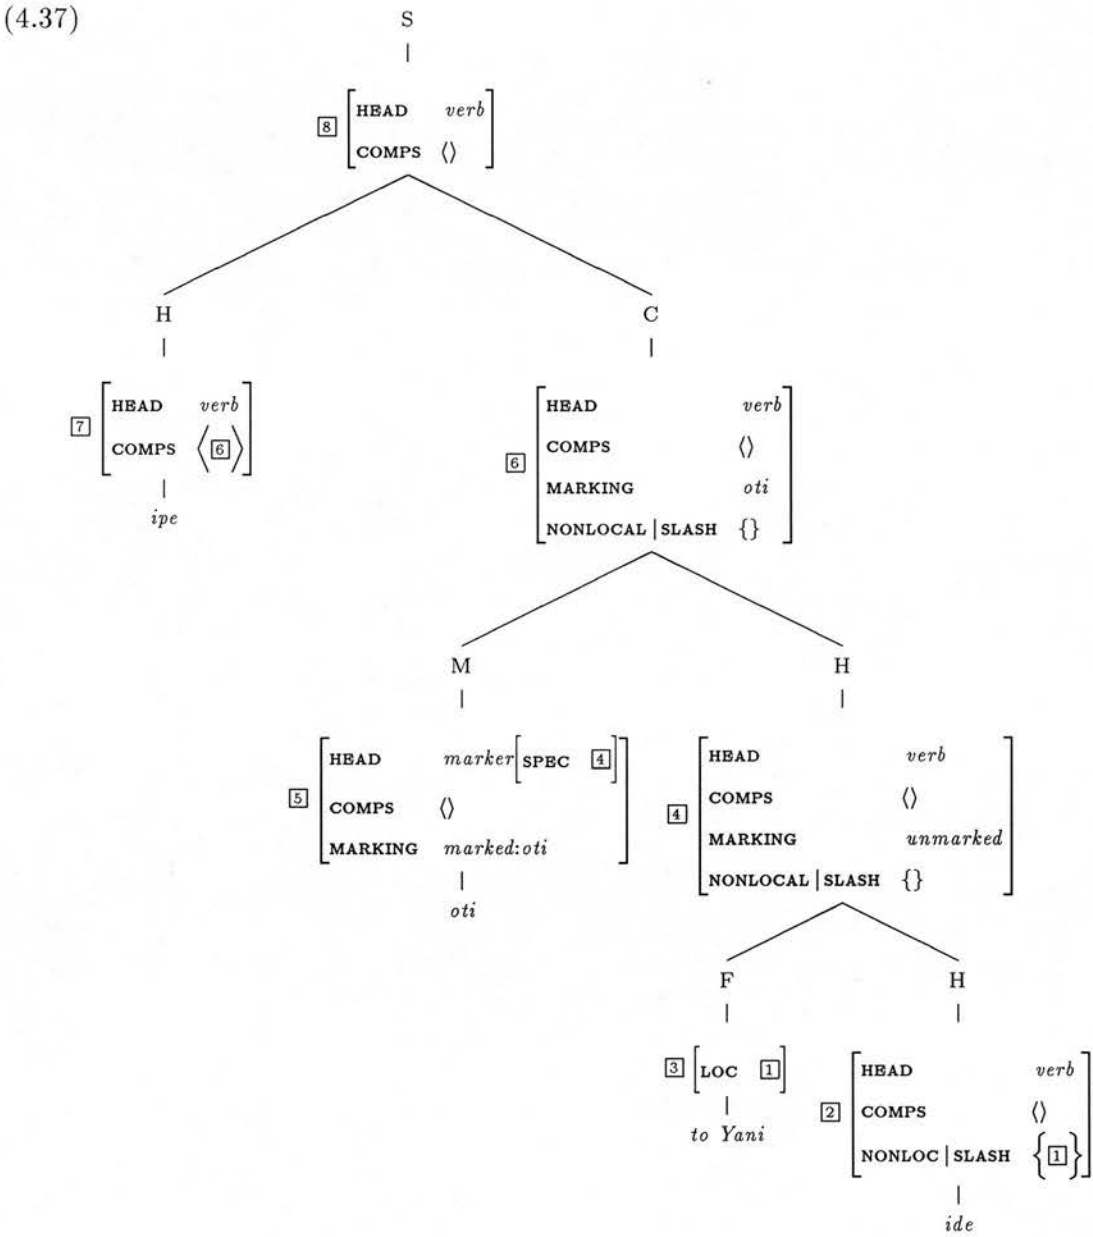 (4.37)
S
8 [HEAD verb
COMPS ⟨⟩]
H C
7 [HEAD verb
COMPS ⟨6⟩]
ipe
6 [HEAD verb
COMPS ⟨⟩
MARKING oti
NONLOCAL|SLASH {}]
M H
5 [HEAD marker[SPEC 4]
COMPS ⟨⟩
MARKING marked:oti]
oti
4 [HEAD verb
COMPS ⟨⟩
MARKING unmarked
NONLOCAL|SLASH {}]
F H
3 [LOC 1]
to Yani
2 [HEAD verb
COMPS ⟨⟩
NONLOC|SLASH {1}]
ide